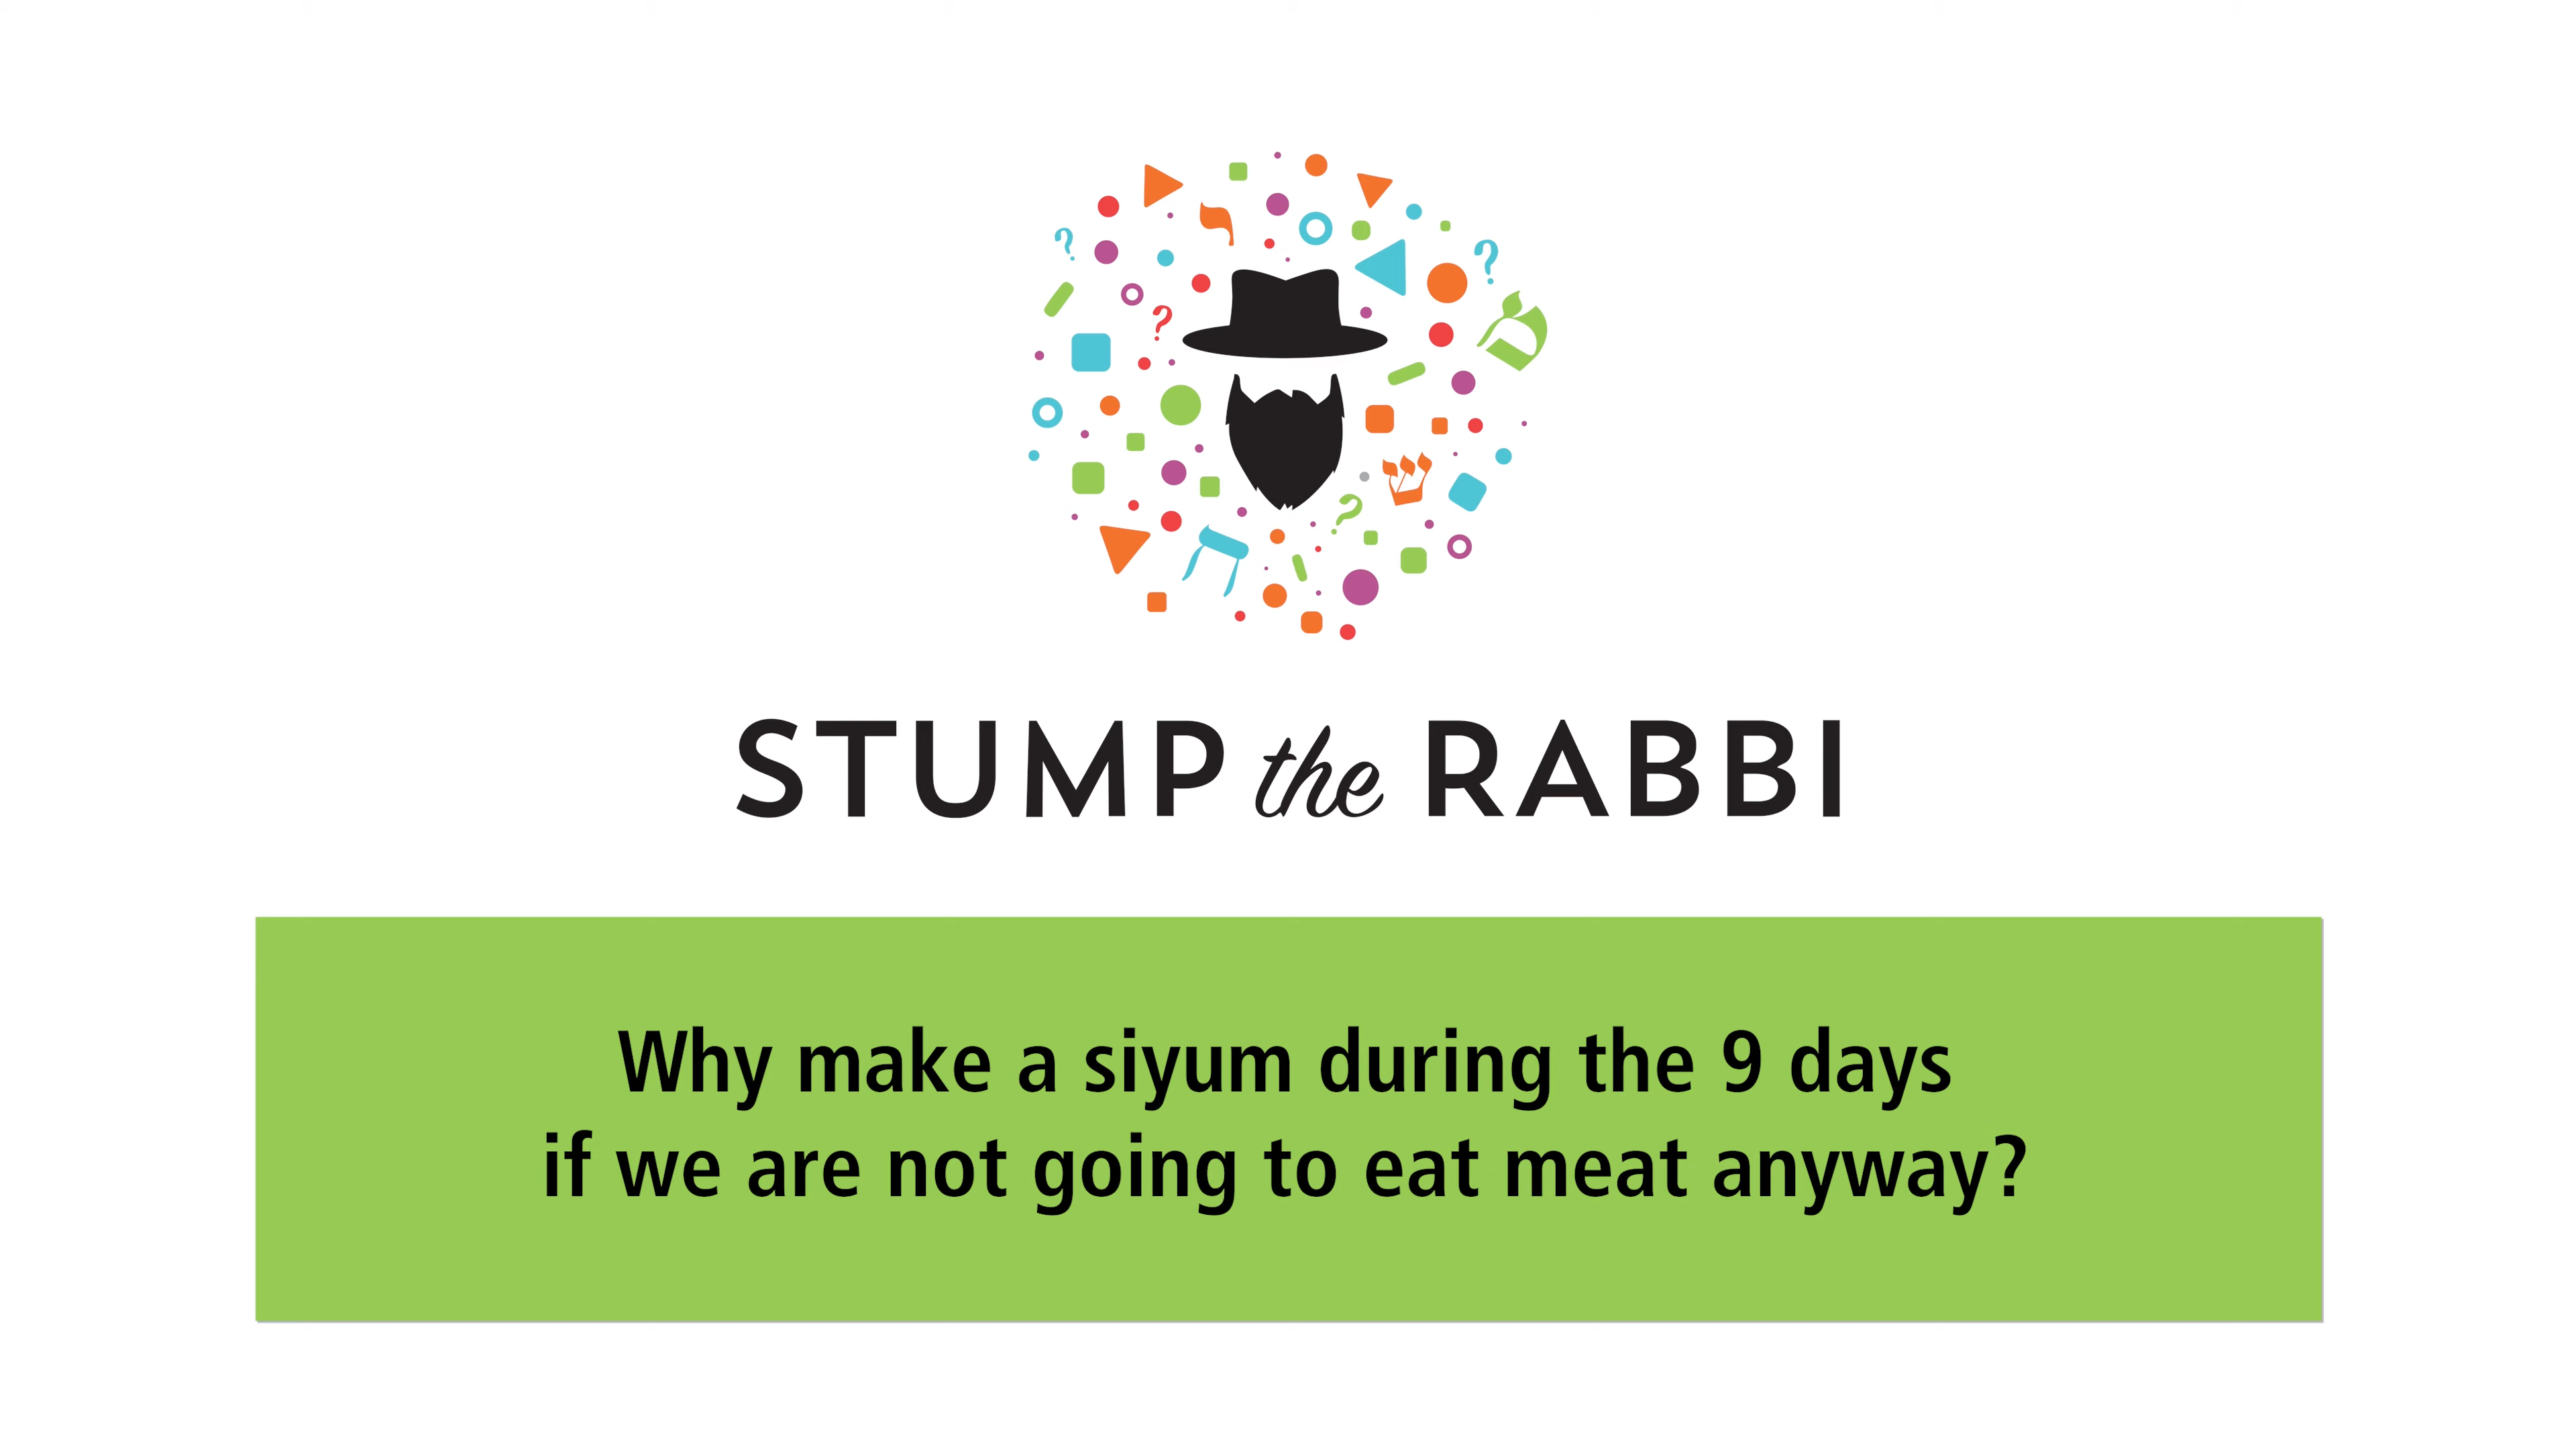 STUMP the RABBI
Why make a siyum during the 9 days
if we are not going to eat meat anyway?